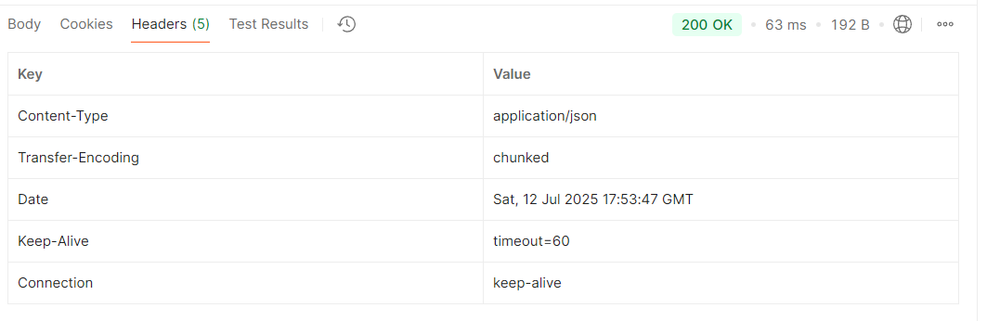 Body Cookies Headers (5) Test Results 200 OK 63 ms 192 B
Key Value
Content-Type application/json
Transfer-Encoding chunked
Date Sat, 12 Jul 2025 17:53:47 GMT
Keep-Alive timeout=60
Connection keep-alive